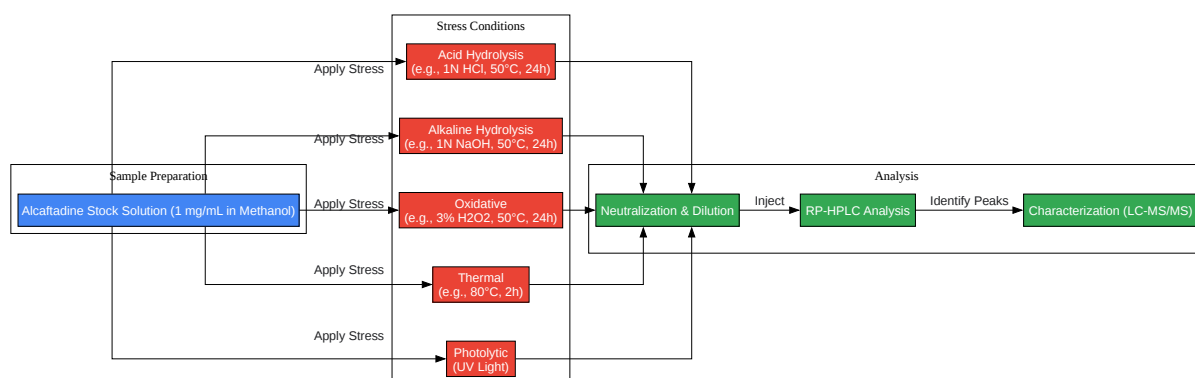 Stress Conditions
Acid Hydrolysis
(e.g., 1N HCl, 50°C, 24h)
Apply Stress
Alkaline Hydrolysis
(e.g., 1N NaOH, 50°C, 24h)
Apply Stress
Sample Preparation
Alcaftadine Stock Solution (1 mg/mL in Methanol)
Apply Stress
Oxidative
(e.g., 3% H2O2, 50°C, 24h)
Analysis
Neutralization & Dilution
Inject
RP-HPLC Analysis
Identify Peaks
Characterization (LC-MS/MS)
Apply Stress
Thermal
(e.g., 80°C, 2h)
Apply Stress
Photolytic
(UV Light)